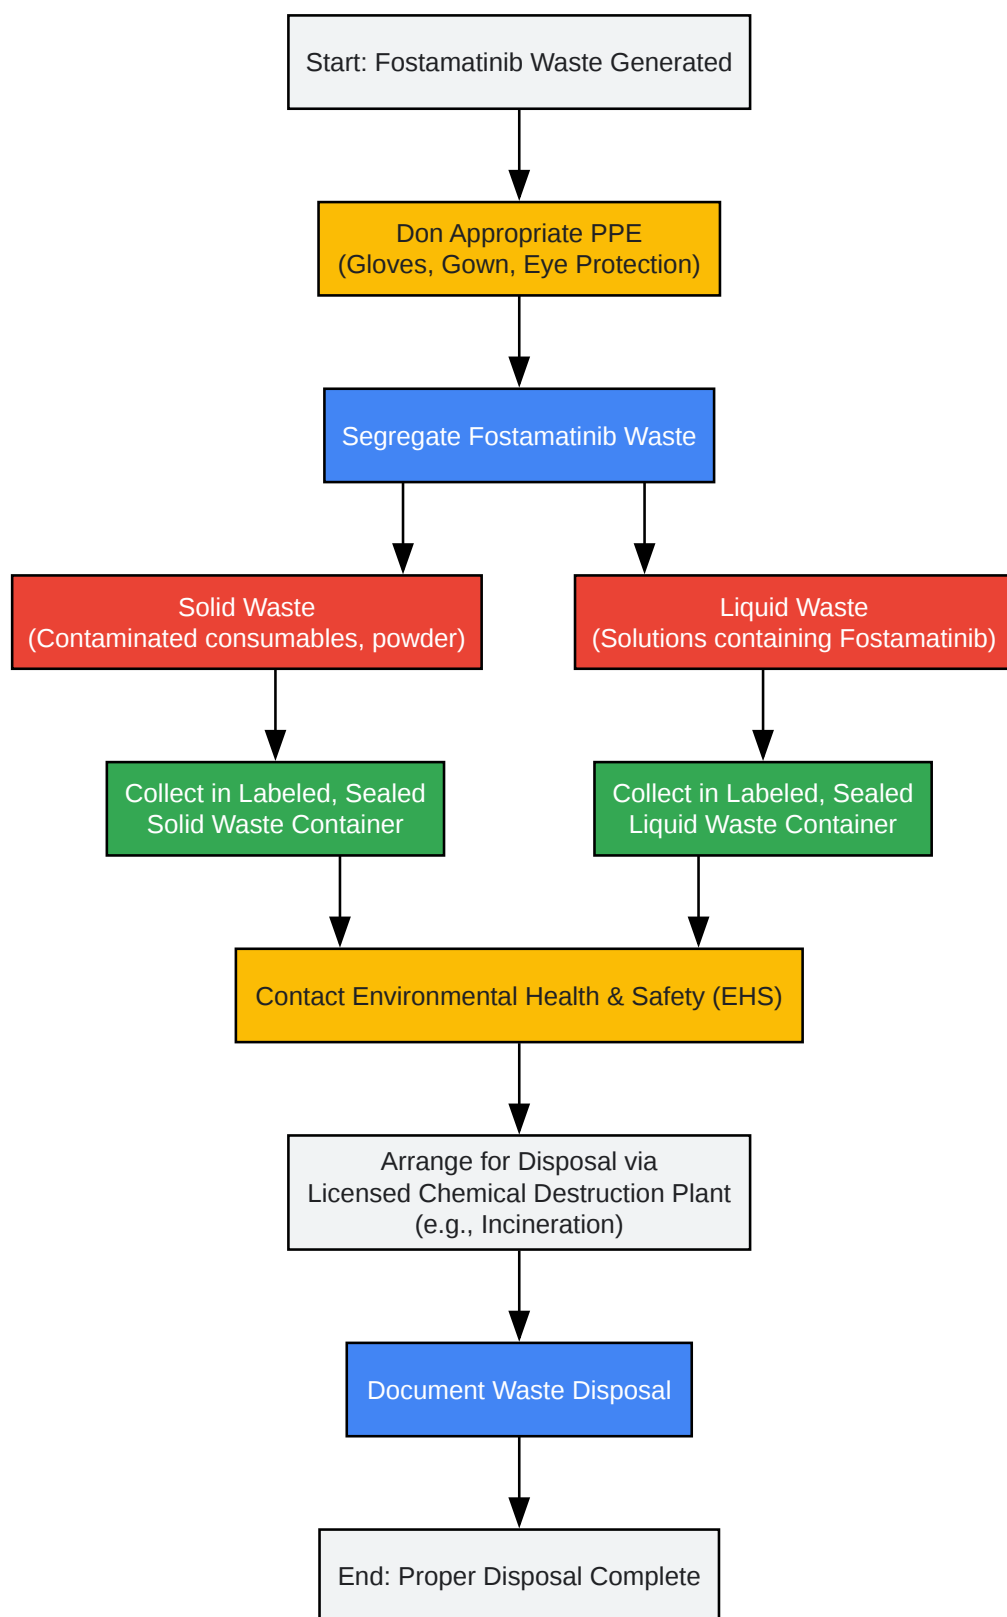 Start: Fostamatinib Waste Generated
Don Appropriate PPE
(Gloves, Gown, Eye Protection)
Segregate Fostamatinib Waste
Solid Waste
(Contaminated consumables, powder)
Liquid Waste
(Solutions containing Fostamatinib)
Collect in Labeled, Sealed
Solid Waste Container
Collect in Labeled, Sealed
Liquid Waste Container
Contact Environmental Health & Safety (EHS)
Arrange for Disposal via
Licensed Chemical Destruction Plant
(e.g., Incineration)
Document Waste Disposal
End: Proper Disposal Complete